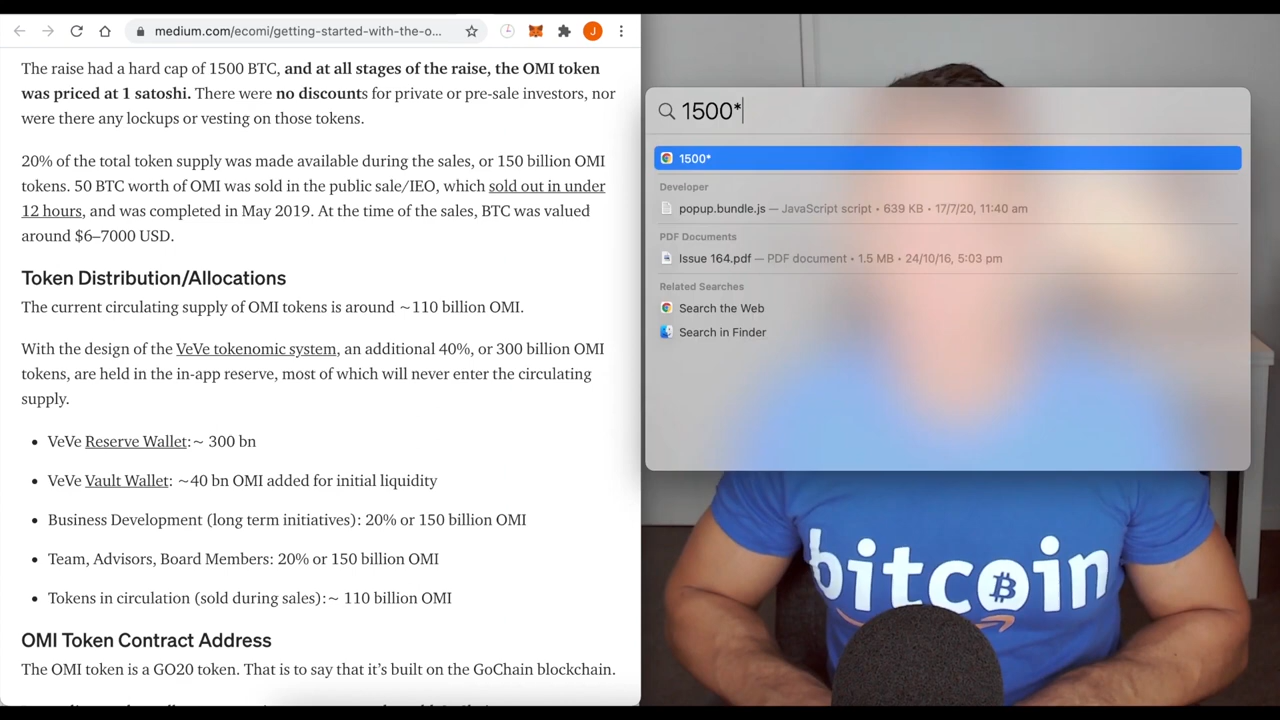 medium.com/ecomi/getting-started-with-the-o...
J
The raise had a hard cap of 1500 BTC, and at all stages of the raise, the OMI token
was priced at 1 satoshi. There were no discounts for private or pre-sale investors, nor
were there any lockups or vesting on those tokens.
20% of the total token supply was made available during the sales, or 150 billion OMI
tokens. 50 BTC worth of OMI was sold in the public sale/IEO, which sold out in under
12 hours, and was completed in May 2019. At the time of the sales, BTC was valued
around $6–7000 USD.
Token Distribution/Allocations
The current circulating supply of OMI tokens is around ~110 billion OMI.
With the design of the VeVe tokenomic system, an additional 40%, or 300 billion OMI
tokens, are held in the in-app reserve, most of which will never enter the circulating
supply.
• VeVe Reserve Wallet:~ 300 bn
• VeVe Vault Wallet: ~40 bn OMI added for initial liquidity
• Business Development (long term initiatives): 20% or 150 billion OMI
• Team, Advisors, Board Members: 20% or 150 billion OMI
• Tokens in circulation (sold during sales):~ 110 billion OMI
OMI Token Contract Address
The OMI token is a GO20 token. That is to say that it's built on the GoChain blockchain.
1500*
1500*
Developer
popup.bundle.js — JavaScript script • 639 KB • 17/7/20, 11:40 am
PDF Documents
Issue 164.pdf — PDF document • 1.5 MB • 24/10/16, 5:03 pm
Related Searches
Search the Web
Search in Finder
bitcoin